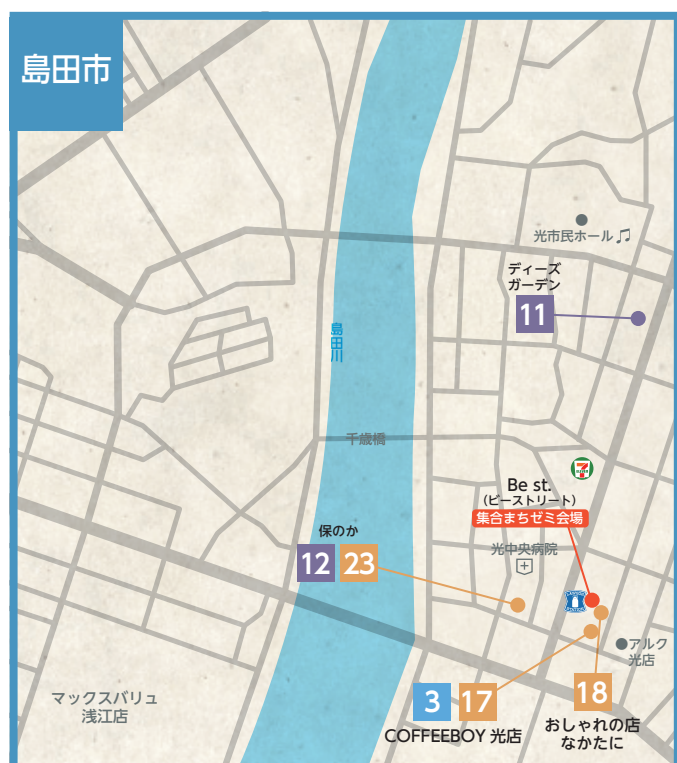 島田市
光市民ホール
ディーズ
ガーデン
11
島田川
千歳橋
7
Be st.
(ビーストリート)
集合まちゼミ会場
保のか
12 23
光中央病院
アルク
光店
マックスバリュ
浅江店
3 17
COFFEEBOY 光店
18
おしゃれの店
なかたに